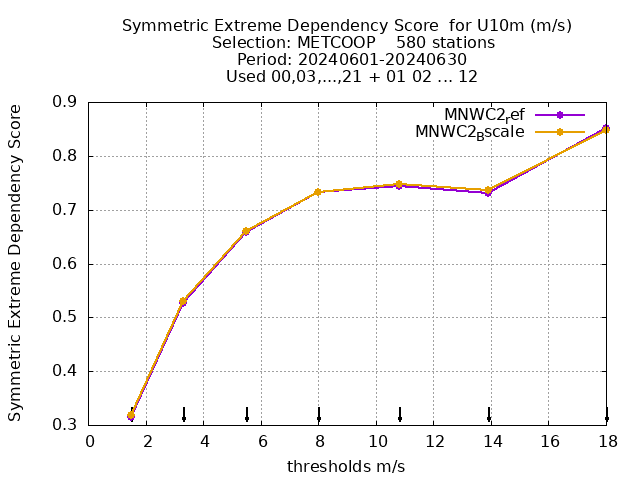 Symmetric Extreme Dependency Score  for U10m (m/s)
Selection: METCOOP    580 stations
Period: 20240601-20240630
Used 00,03,...,21 + 01 02 ... 12
MNWC2ref
MNWC2Bscale
Symmetric Extreme Dependency Score
0.9
0.8
0.7
0.6
0.5
0.4
0.3
0 2 4 6 8 10 12 14 16 18
thresholds m/s